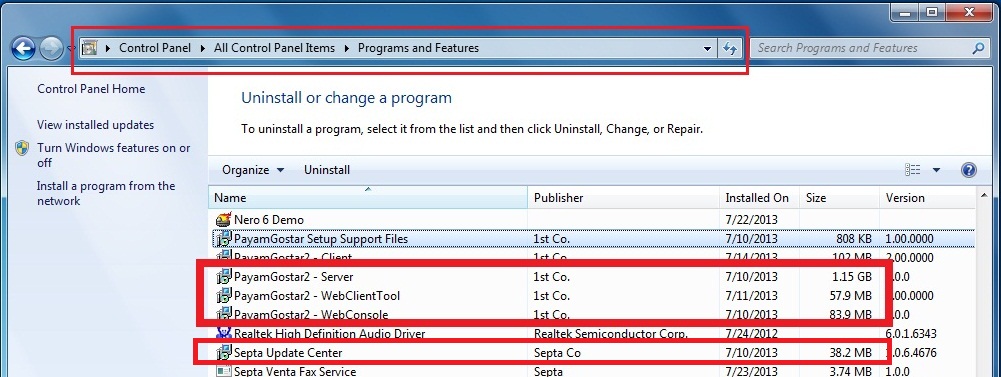 Control Panel All Control Panel Items Programs and Features Search Programs and Features
Control Panel Home
View installed updates
Turn Windows features on or
off
Install a program from the
network
Uninstall or change a program
To uninstall a program, select it from the list and then click Uninstall, Change, or Repair.
Organize Uninstall
Name Publisher Installed On Size Version
Nero 6 Demo 7/22/2013
PayamGostar Setup Support Files 1st Co. 7/10/2013 808 KB 1.00.0000
PayamGostar2 - Client 1st Co. 7/14/2013 102 MB 2.00.0000
PayamGostar2 - Server 1st Co. 7/10/2013 1.15 GB .0.0
PayamGostar2 - WebClientTool 1st Co. 7/11/2013 57.9 MB .00.0000
PayamGostar2 - WebConsole 1st Co. 7/10/2013 83.9 MB .0.0
Realtek High Definition Audio Driver Realtek Semiconductor Corp. 7/24/2012 6.0.1.6343
Septa Update Center Septa Co 7/10/2013 38.2 MB .0.6.4676
Septa Venta Fax Service Septa 7/23/2013 3.74 MB 1.0.0